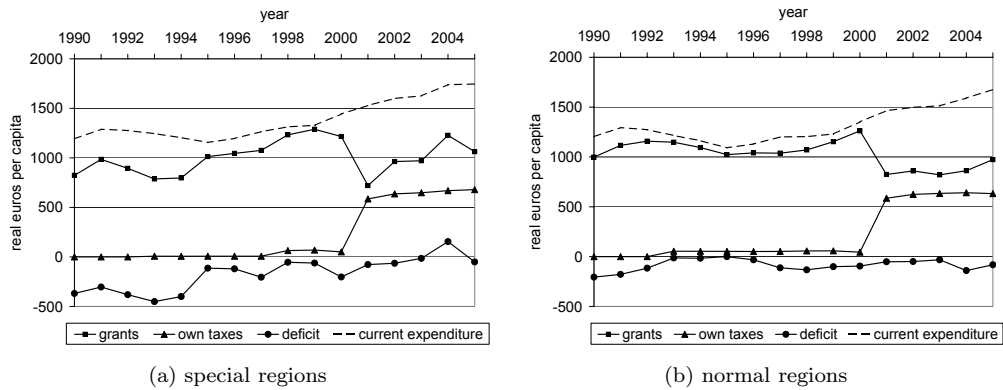 year
1990 1992 1994 1996 1998 2000 2002 2004
2000
1500
1000
500
0
-500
real euros per capita
grants own taxes deficit current expenditure
(a) special regions
year
1990 1992 1994 1996 1998 2000 2002 2004
2000
1500
1000
500
0
-500
real euros per capita
grants own taxes deficit current expenditure
(b) normal regions